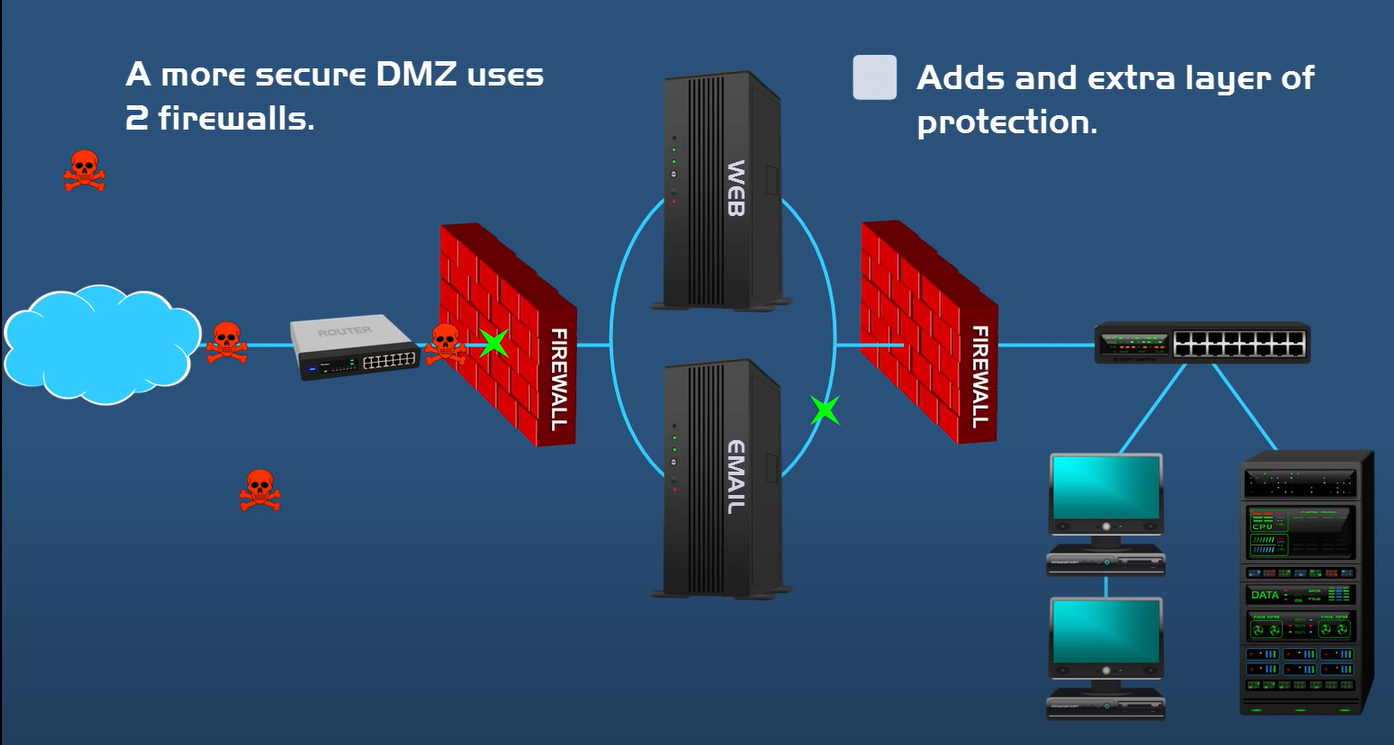 A more secure DMZ uses
2 firewalls.
Adds and extra layer of
protection.
WEB
ROUTER
FIREWALL
FIREWALL
EMAIL
CPU
DATA